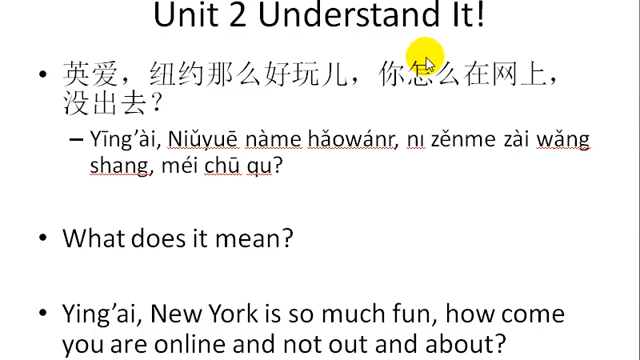 Unit 2 Understand It!
• 英爱，纽约那么好玩儿，你怎么在网上，
没出去？
– Yīng’ài, Niǔyuē nàme hǎowánr, nı zěnme zài wǎng
shang, méi chū qu?
• What does it mean?
• Ying’ai, New York is so much fun, how come
you are online and not out and about?